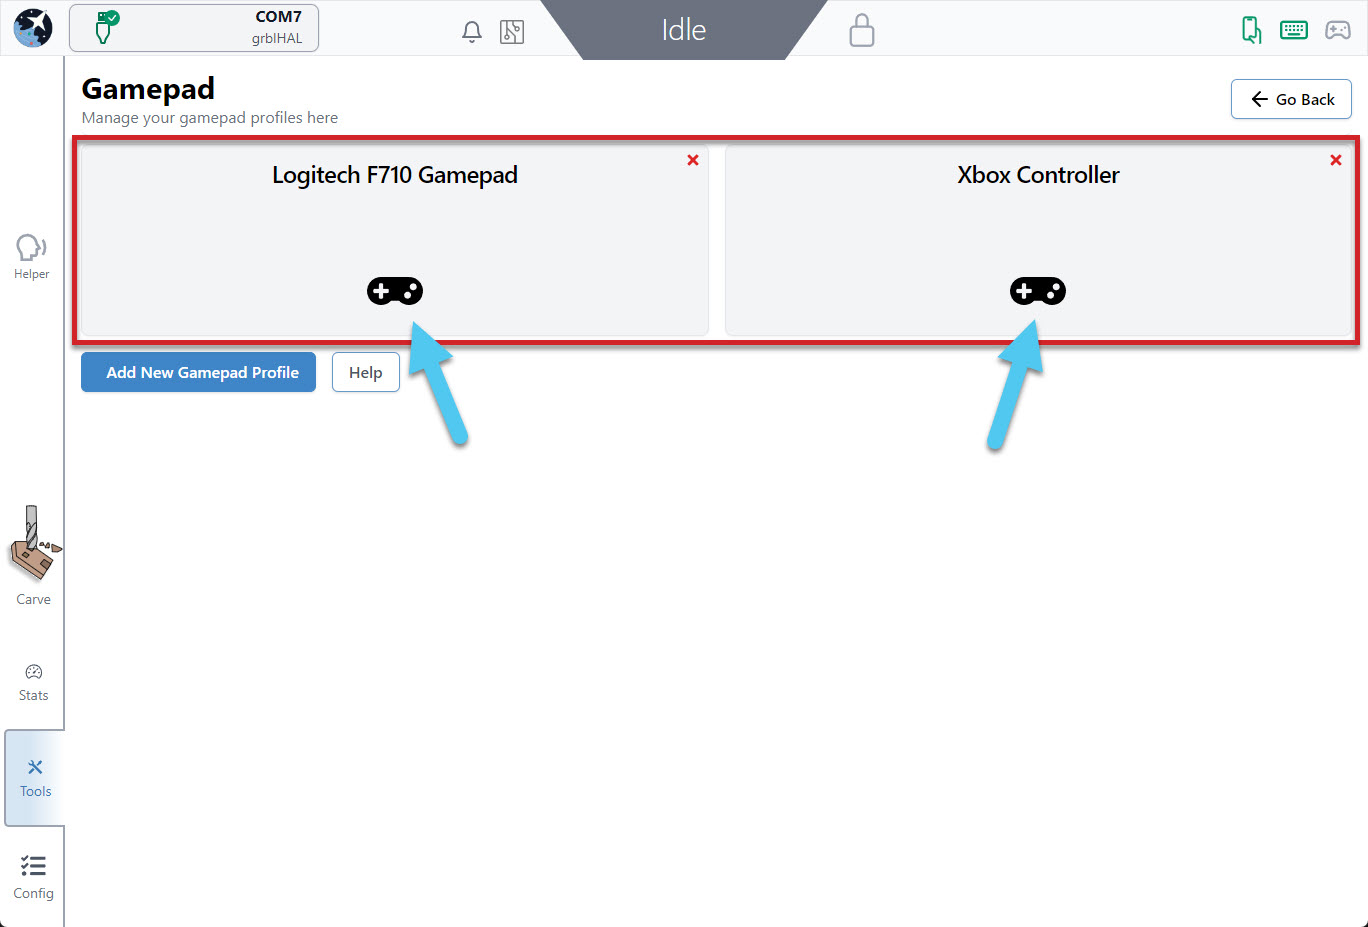 COM7
grblHAL
Idle
Gamepad
Manage your gamepad profiles here
Go Back
Logitech F710 Gamepad
Xbox Controller
Add New Gamepad Profile
Help
Helper
Carve
Stats
Tools
Config